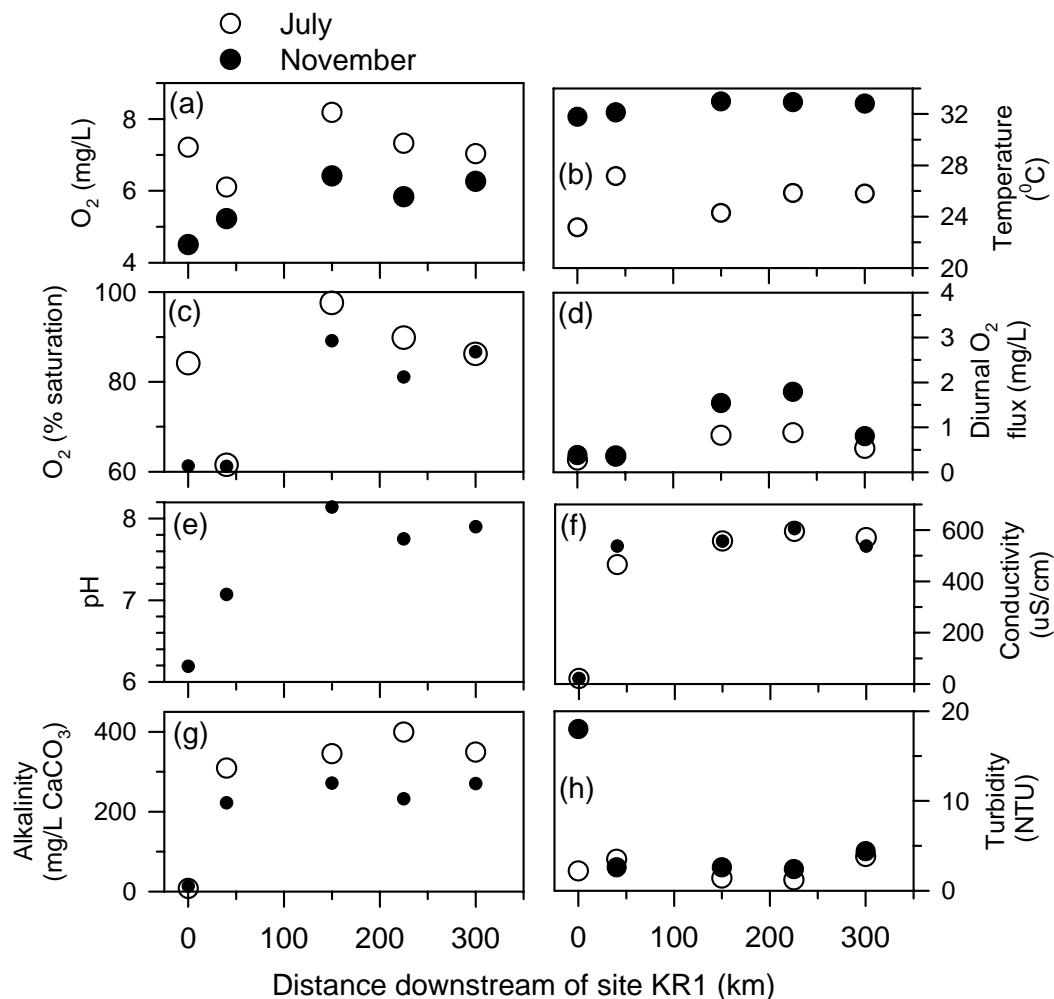 July
November
(a)
8
6
4
O2 (mg/L)
(b)
32
28
24
20
Temperature
(0C)
(c)
100
80
60
O2 (% saturation)
(d)
4
3
2
1
0
Diurnal O2
flux (mg/L)
(e)
8
7
6
pH
(f)
600
400
200
0
Conductivity
(uS/cm)
(g)
400
200
0
Alkalinity
(mg/L CaCO3)
(h)
20
10
0
Turbidity
(NTU)
0 100 200 300
0 100 200 300
Distance downstream of site KR1 (km)